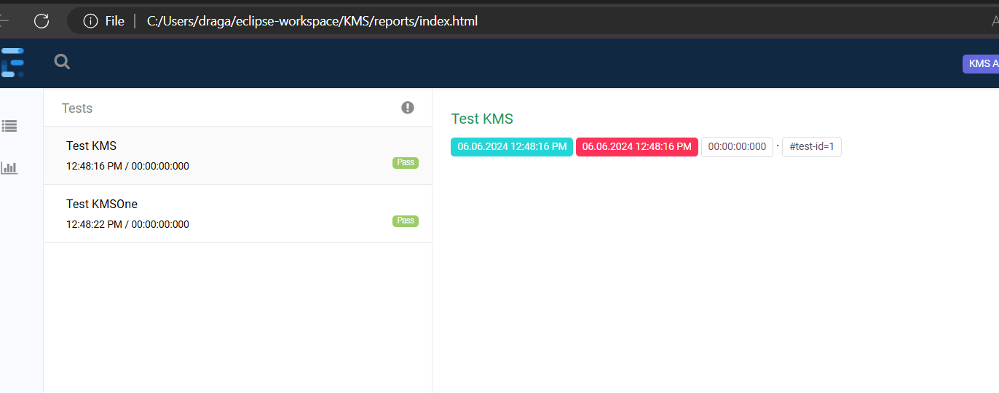 File | C:/Users/draga/eclipse-workspace/KMS/reports/index.html
KMS A
Tests
Test KMS
12:48:16 PM / 00:00:00:000
Pass
Test KMSOne
12:48:22 PM / 00:00:00:000
Pass
Test KMS
06.06.2024 12:48:16 PM 06.06.2024 12:48:16 PM 00:00:00:000 · #test-id=1